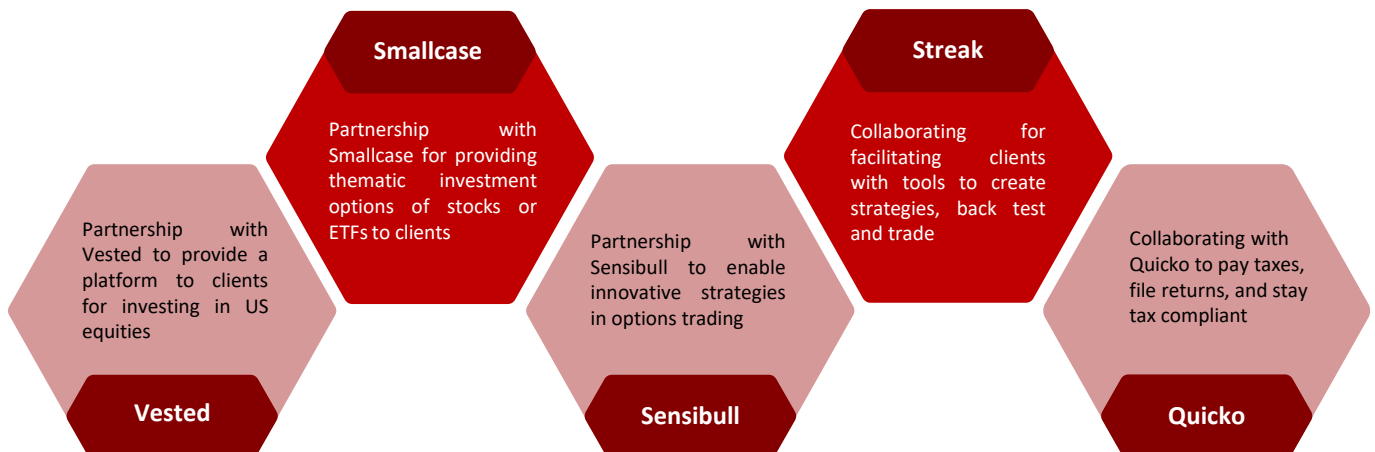 Smallcase
Partnership with
Smallcase for providing
thematic investment
options of stocks or
ETFs to clients
Streak
Collaborating for
facilitating clients
with tools to create
strategies, back test
and trade
Partnership with
Vested to provide a
platform to clients
for investing in US
equities
Vested
Partnership with
Sensibull to enable
innovative strategies
in options trading
Sensibull
Collaborating with
Quicko to pay taxes,
file returns, and stay
tax compliant
Quicko